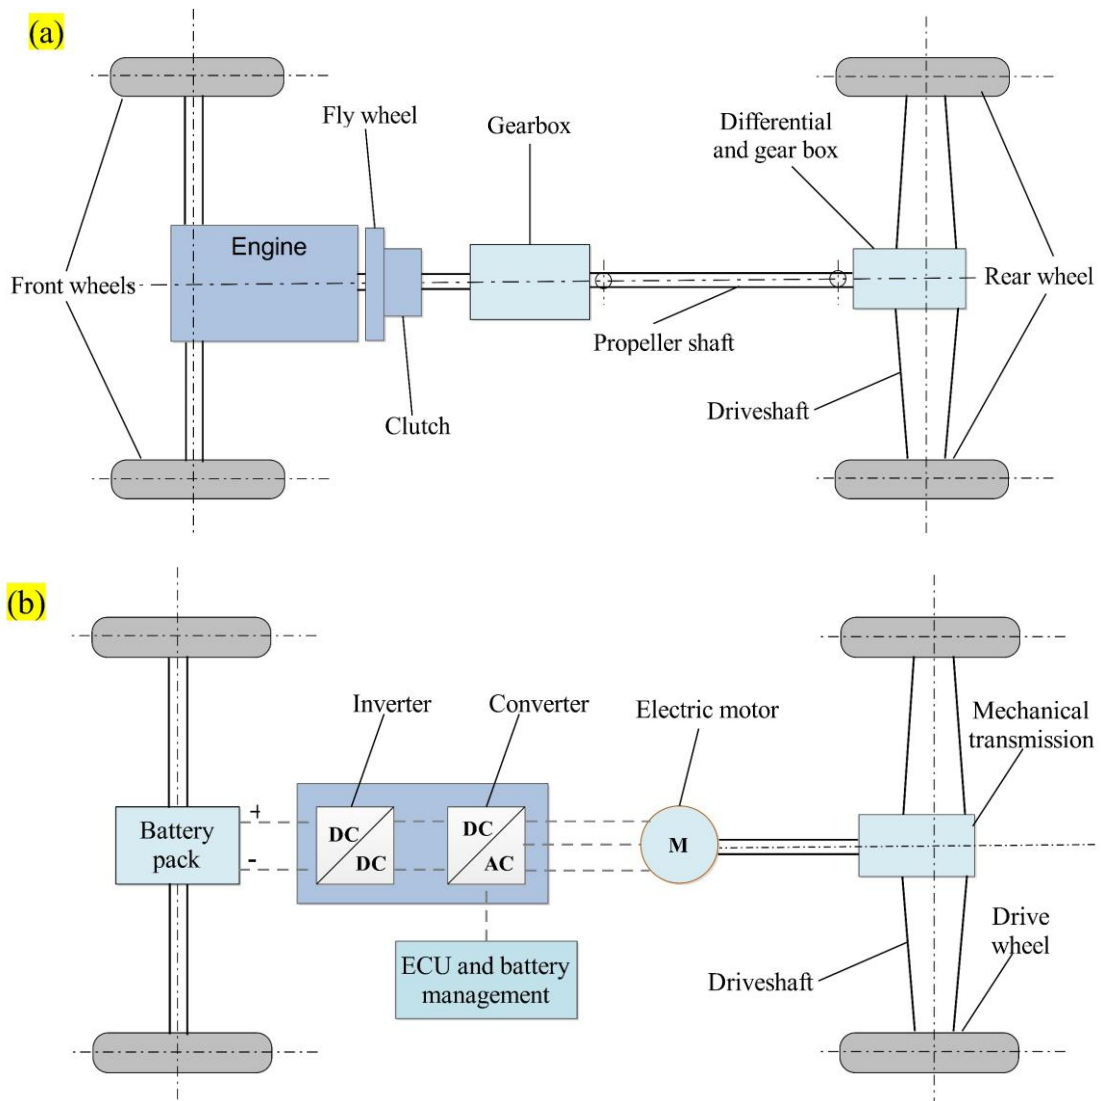 (a)
Fly wheel
Gearbox
Differential
and gear box
Engine
Front wheels
Rear wheel
Propeller shaft
Driveshaft
Clutch
(b)
Inverter
Converter
Electric motor
Mechanical
transmission
+
-
Battery
pack
DC
DC
DC
AC
M
ECU and battery
management
Driveshaft
Drive
wheel